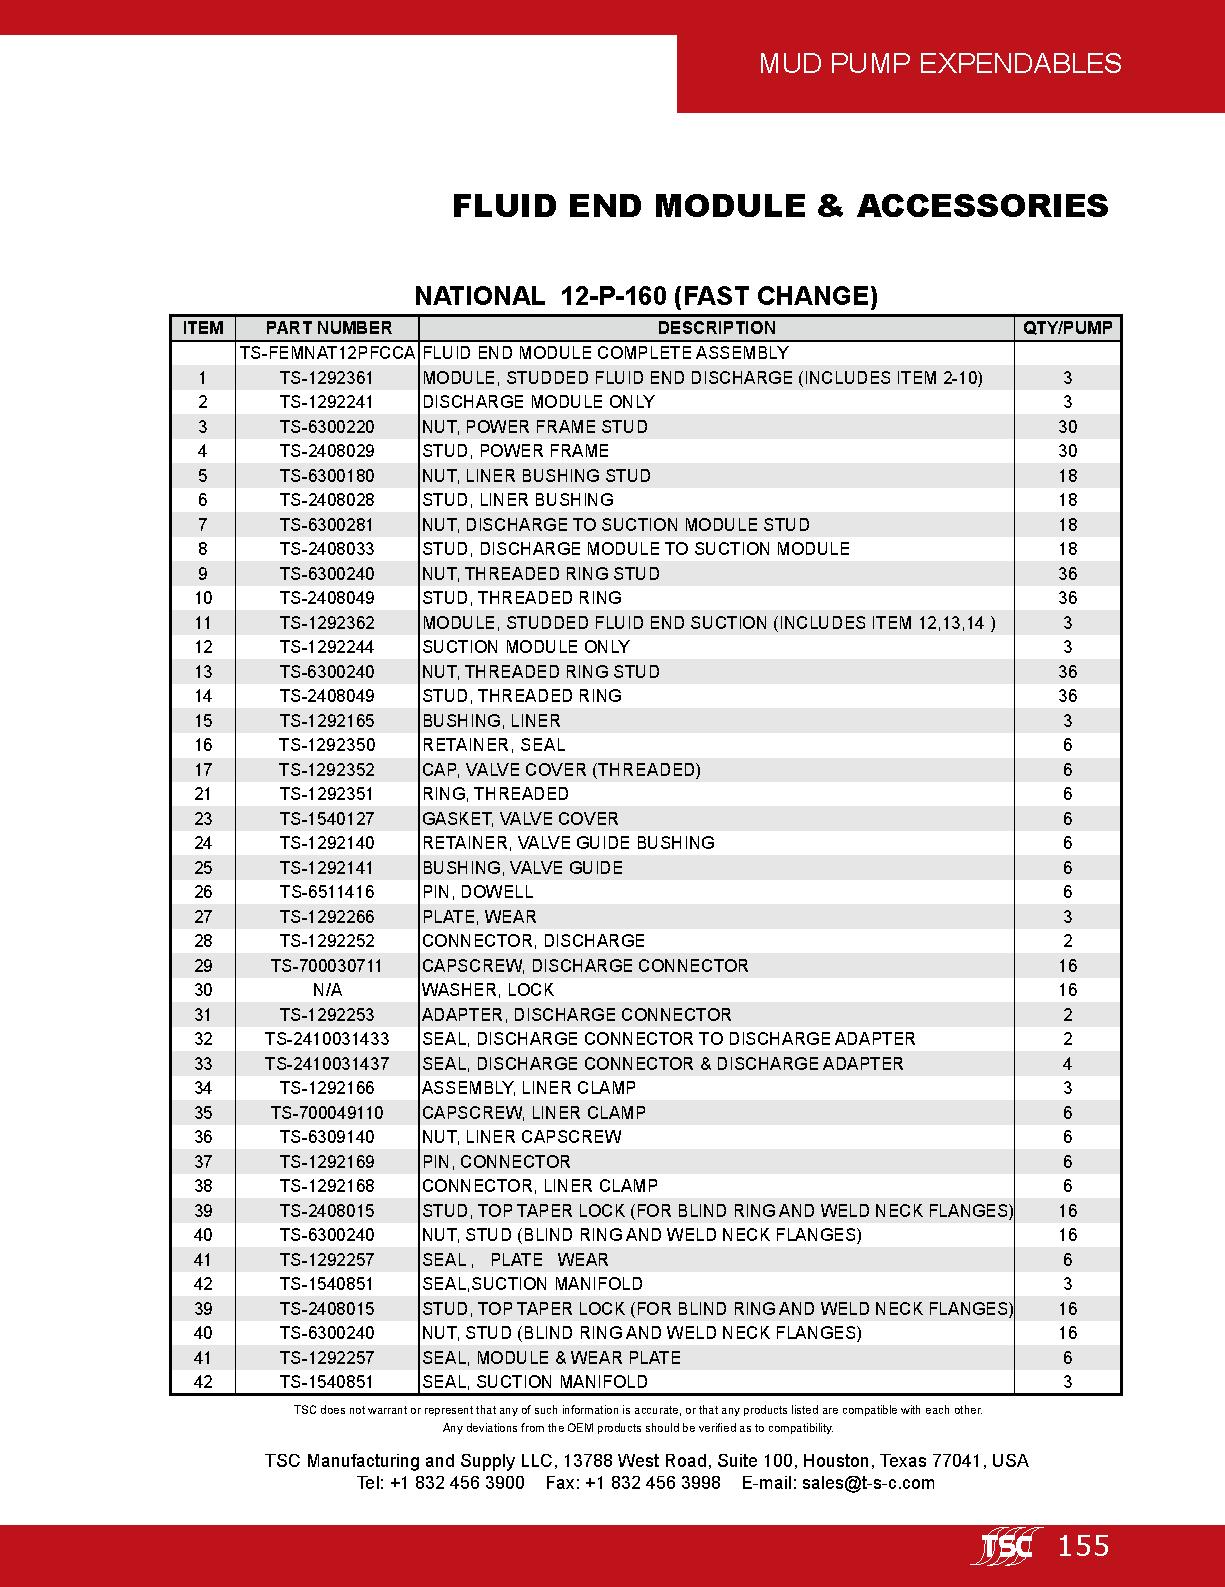 MUD PUMP EXPENDABLES
FLUID END MODULE & ACCESSORIES
NATIONAL 12-P-160 (FAST CHANGE)
ITEM PART NUMBER DESCRIPTION QTY/PUMP
TS-FEMNAT12PFCCA FLUID END MODULE COMPLETE ASSEMBLY
1 TS-1292361 MODULE, STUDDED FLUID END DISCHARGE (INCLUDES ITEM 2-10) 3
2 TS-1292241 DISCHARGE MODULE ONLY 3
3 TS-6300220 NUT, POWER FRAME STUD 30
4 TS-2408029 STUD, POWER FRAME 30
5 TS-6300180 NUT, LINER BUSHING STUD 18
6 TS-2408028 STUD, LINER BUSHING 18
7 TS-6300281 NUT, DISCHARGE TO SUCTION MODULE STUD 18
8 TS-2408033 STUD, DISCHARGE MODULE TO SUCTION MODULE 18
9 TS-6300240 NUT, THREADED RING STUD 36
10 TS-2408049 STUD, THREADED RING 36
11 TS-1292362 MODULE, STUDDED FLUID END SUCTION (INCLUDES ITEM 12,13,14 ) 3
12 TS-1292244 SUCTION MODULE ONLY 3
13 TS-6300240 NUT, THREADED RING STUD 36
14 TS-2408049 STUD, THREADED RING 36
15 TS-1292165 BUSHING, LINER 3
16 TS-1292350 RETAINER, SEAL 6
17 TS-1292352 CAP, VALVE COVER (THREADED) 6
21 TS-1292351 RING, THREADED 6
23 TS-1540127 GASKET, VALVE COVER 6
24 TS-1292140 RETAINER, VALVE GUIDE BUSHING 6
25 TS-1292141 BUSHING, VALVE GUIDE 6
26 TS-6511416 PIN, DOWELL 6
27 TS-1292266 PLATE, WEAR 3
28 TS-1292252 CONNECTOR, DISCHARGE 2
29 TS-700030711 CAPSCREW, DISCHARGE CONNECTOR 16
30 N/A WASHER, LOCK 16
31 TS-1292253 ADAPTER, DISCHARGE CONNECTOR 2
32 TS-2410031433 SEAL, DISCHARGE CONNECTOR TO DISCHARGE ADAPTER 2
33 TS-2410031437 SEAL, DISCHARGE CONNECTOR & DISCHARGE ADAPTER 4
34 TS-1292166 ASSEMBLY, LINER CLAMP 3
35 TS-700049110 CAPSCREW, LINER CLAMP 6
36 TS-6309140 NUT, LINER CAPSCREW 6
37 TS-1292169 PIN, CONNECTOR 6
38 TS-1292168 CONNECTOR, LINER CLAMP 6
39 TS-2408015 STUD, TOP TAPER LOCK (FOR BLIND RING AND WELD NECK FLANGES) 16
40 TS-6300240 NUT, STUD (BLIND RING AND WELD NECK FLANGES) 16
41 TS-1292257 SEAL , PLATE WEAR 6
42 TS-1540851 SEAL,SUCTION MANIFOLD 3
39 TS-2408015 STUD, TOP TAPER LOCK (FOR BLIND RING AND WELD NECK FLANGES) 16
40 TS-6300240 NUT, STUD (BLIND RING AND WELD NECK FLANGES) 16
41 TS-1292257 SEAL, MODULE & WEAR PLATE 6
42 TS-1540851 SEAL, SUCTION MANIFOLD 3
TSC does not warrant or represent that any of such information is accurate, or that any products listed are compatible with each other.
Any deviations from the OEM products should be verified as to compatibility.
TSC Manufacturing and Supply LLC, 13788 West Road, Suite 100, Houston, Texas 77041, USA
Tel: +1 832 456 3900 Fax: +1 832 456 3998 E-mail: sales@t-s-c.com
TSC 155